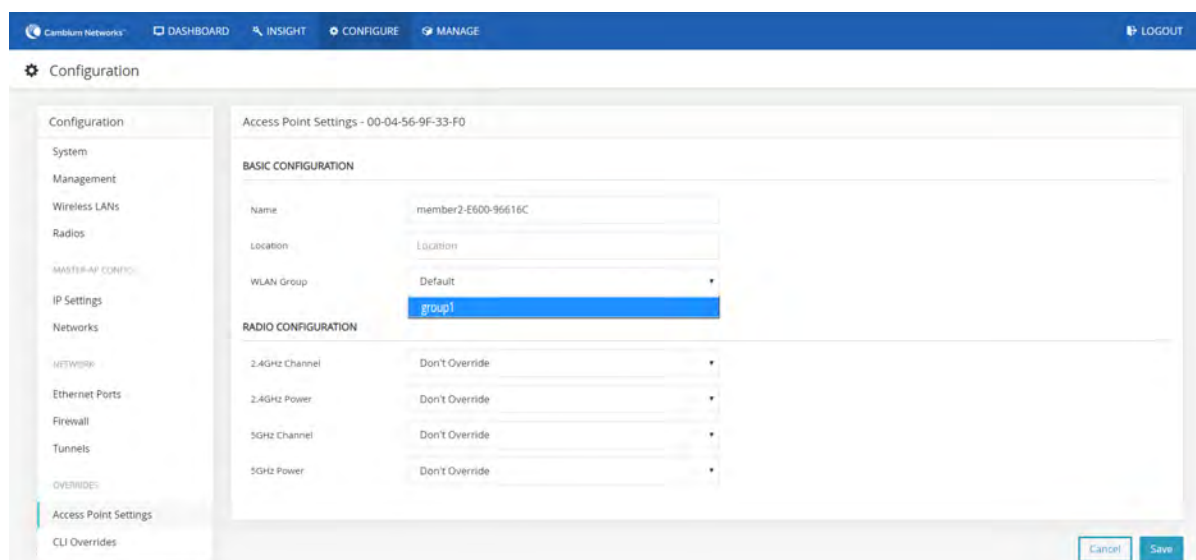 Cambium Networks™ DASHBOARD INSIGHT CONFIGURE MANAGE LOGOUT
Configuration
Configuration
System
Management
Wireless LANs
Radios
MASTER-AP CONFIG
IP Settings
Networks
NETWORK
Ethernet Ports
Firewall
Tunnels
OVERRIDES
Access Point Settings
CLI Overrides
Access Point Settings - 00-04-56-9F-33-F0
BASIC CONFIGURATION
Name member2-E600-96616C
Location Location
WLAN Group Default
group1
RADIO CONFIGURATION
2.4GHz Channel Don't Override
2.4GHz Power Don't Override
5GHz Channel Don't Override
5GHz Power Don't Override
Cancel Save